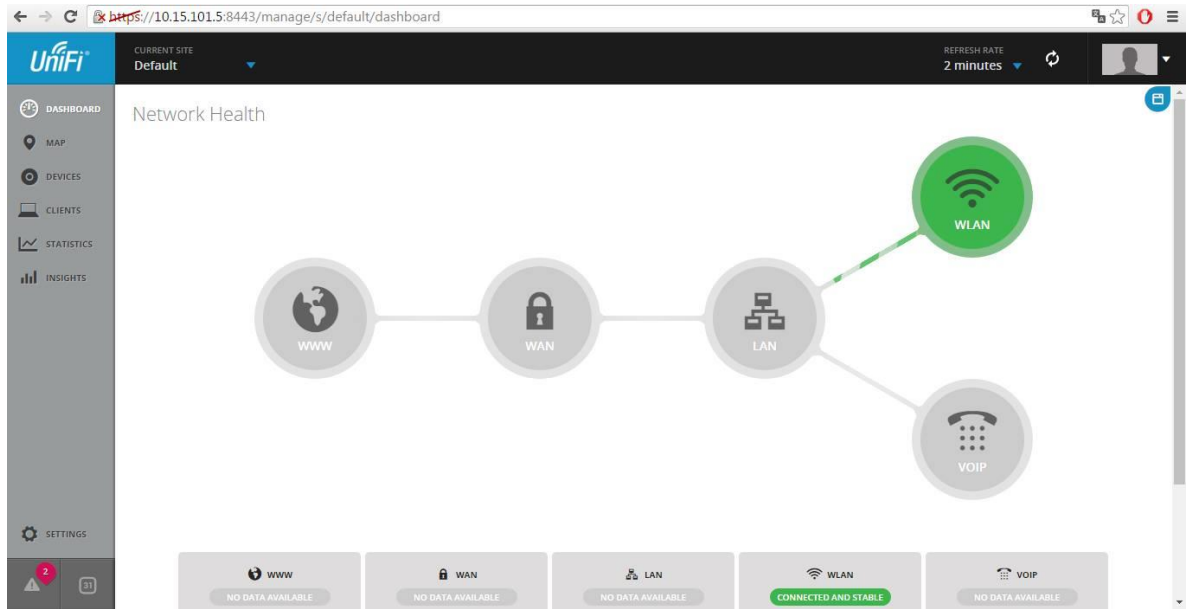 https://10.15.101.5:8443/manage/s/default/dashboard
UniFi
CURRENT SITE
Default
REFRESH RATE
2 minutes
DASHBOARD
MAP
DEVICES
CLIENTS
STATISTICS
INSIGHTS
SETTINGS
2
31
Network Health
WLAN
WWW
WAN
LAN
VOIP
WWW
NO DATA AVAILABLE
WAN
NO DATA AVAILABLE
LAN
NO DATA AVAILABLE
WLAN
CONNECTED AND STABLE
VOIP
NO DATA AVAILABLE